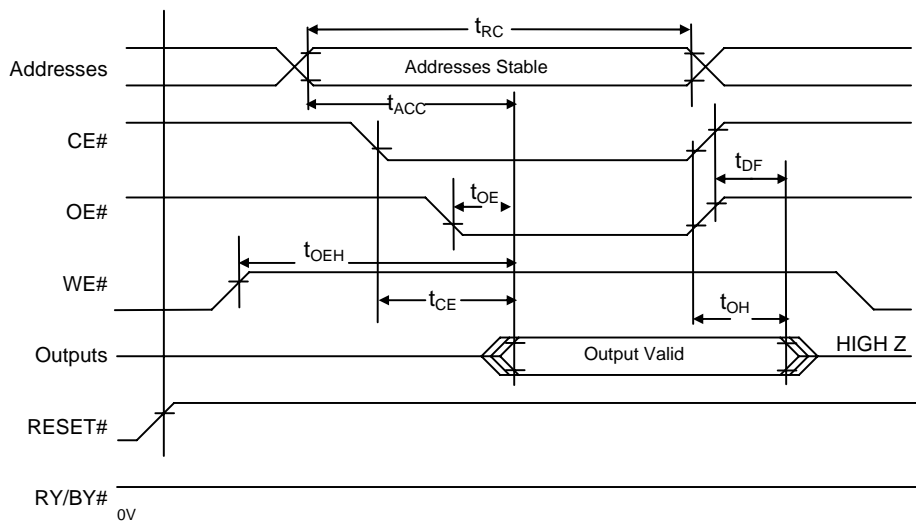 tRC
Addresses
Addresses Stable
tACC
CE#
tDF
OE#
tOE
tOEH
WE#
tCE
tOH
Outputs
Output Valid
HIGH Z
RESET#
RY/BY#
0V